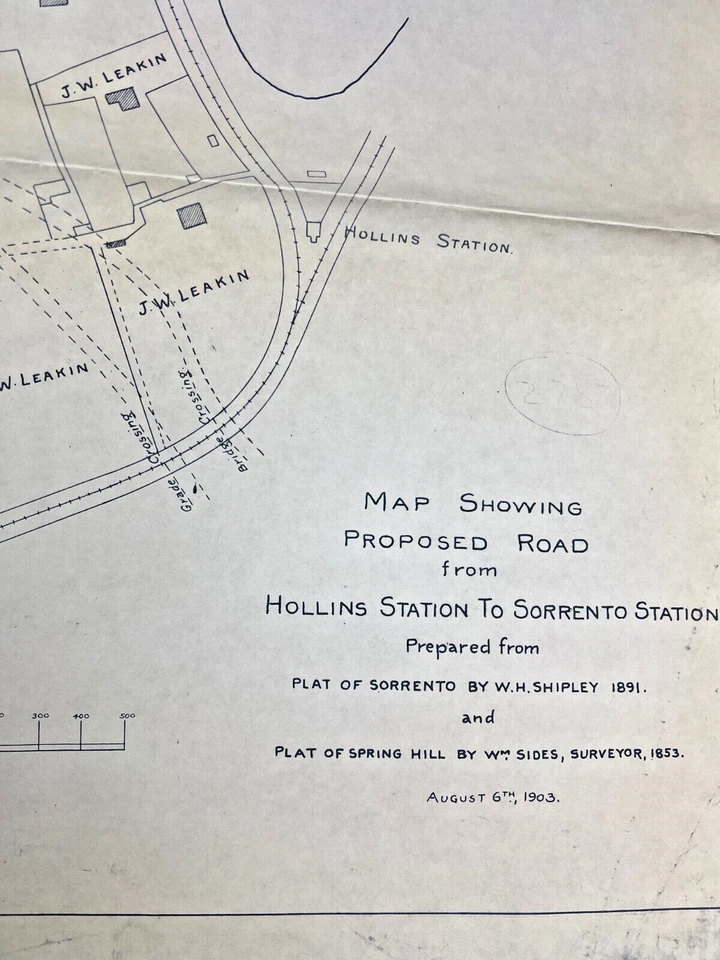 J.W. LEAKIN
HOLLINS STATION.
J.W. LEAKIN
W. LEAKIN
Crossing
Bridge
Crossing
Grade
MAP SHOWING
PROPOSED ROAD
from
HOLLINS STATION TO SORRENTO STATION
Prepared from
PLAT OF SORRENTO BY W.H. SHIPLEY 1891.
and
PLAT OF SPRING HILL BY WM. SIDES, SURVEYOR, 1853.
AUGUST 6TH, 1903.
300 400 500